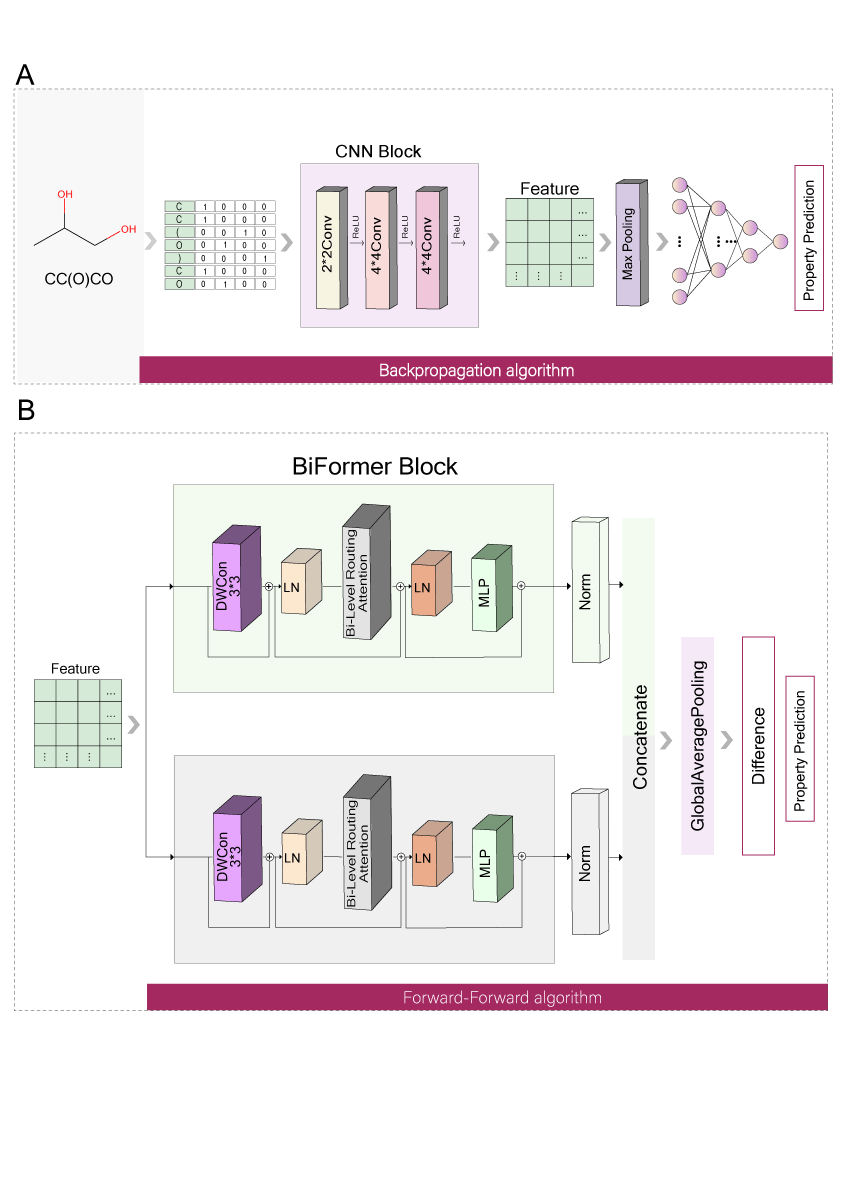 A
CNN Block
OH
OH
CC(O)CO
C 1 0 0 0
C 1 0 0 0
( 0 0 1 0
O 0 1 0 0
) 0 0 0 1
C 1 0 0 0
O 0 1 0 0
2*2Conv
ReLU
4*4Conv
ReLU
4*4Conv
ReLU
Feature
...
...
...
... ... ... ...
Max Pooling
...
... ...
Property Prediction
Backpropagation algorithm
B
BiFormer Block
DWCon
3*3
LN
Bi-Level Routing
Attention
LN
MLP
Norm
Feature
...
...
...
... ... ...
DWCon
3*3
LN
Bi-Level Routing
Attention
LN
MLP
Norm
Concatenate
GlobalAveragePooling
Difference
Property Prediction
Forward-Forward algorithm